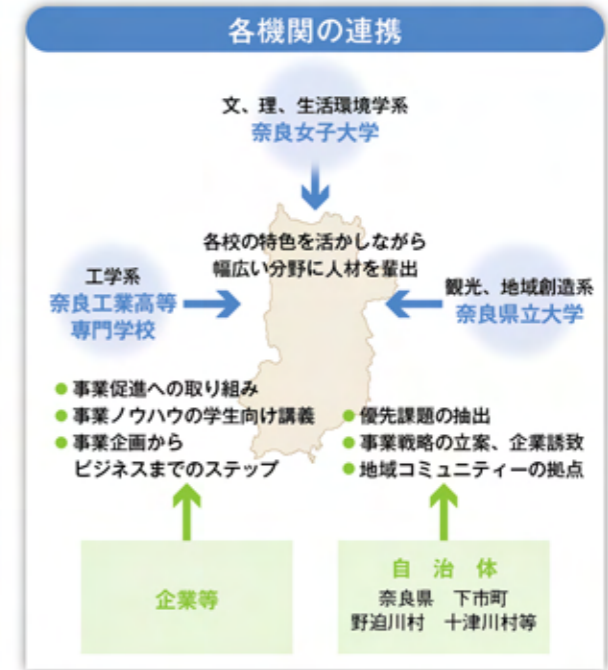 各機関の連携
文、理、生活環境学系
奈良女子大学
各校の特色を活かしながら
幅広い分野に人材を輩出
工学系
奈良工業高等
専門学校
観光、地域創造系
奈良県立大学
● 事業促進への取り組み
● 事業ノウハウの学生向け講義
● 事業企画から
ビジネスまでのステップ
● 優先課題の抽出
● 事業戦略の立案、企業誘致
● 地域コミュニティーの拠点
企業等
自 治 体
奈良県 下市町
野迫川村 十津川村等